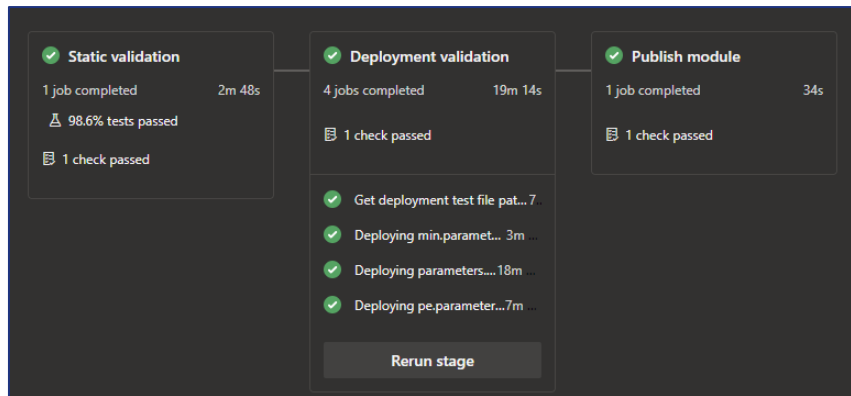 Static validation
1 job completed 2m 48s
98.6% tests passed
1 check passed
Deployment validation
4 jobs completed 19m 14s
1 check passed
Get deployment test file pat... 7...
Deploying min.paramet... 3m ...
Deploying parameters.... 18m ...
Deploying pe.parameter... 7m ...
Rerun stage
Publish module
1 job completed 34s
1 check passed